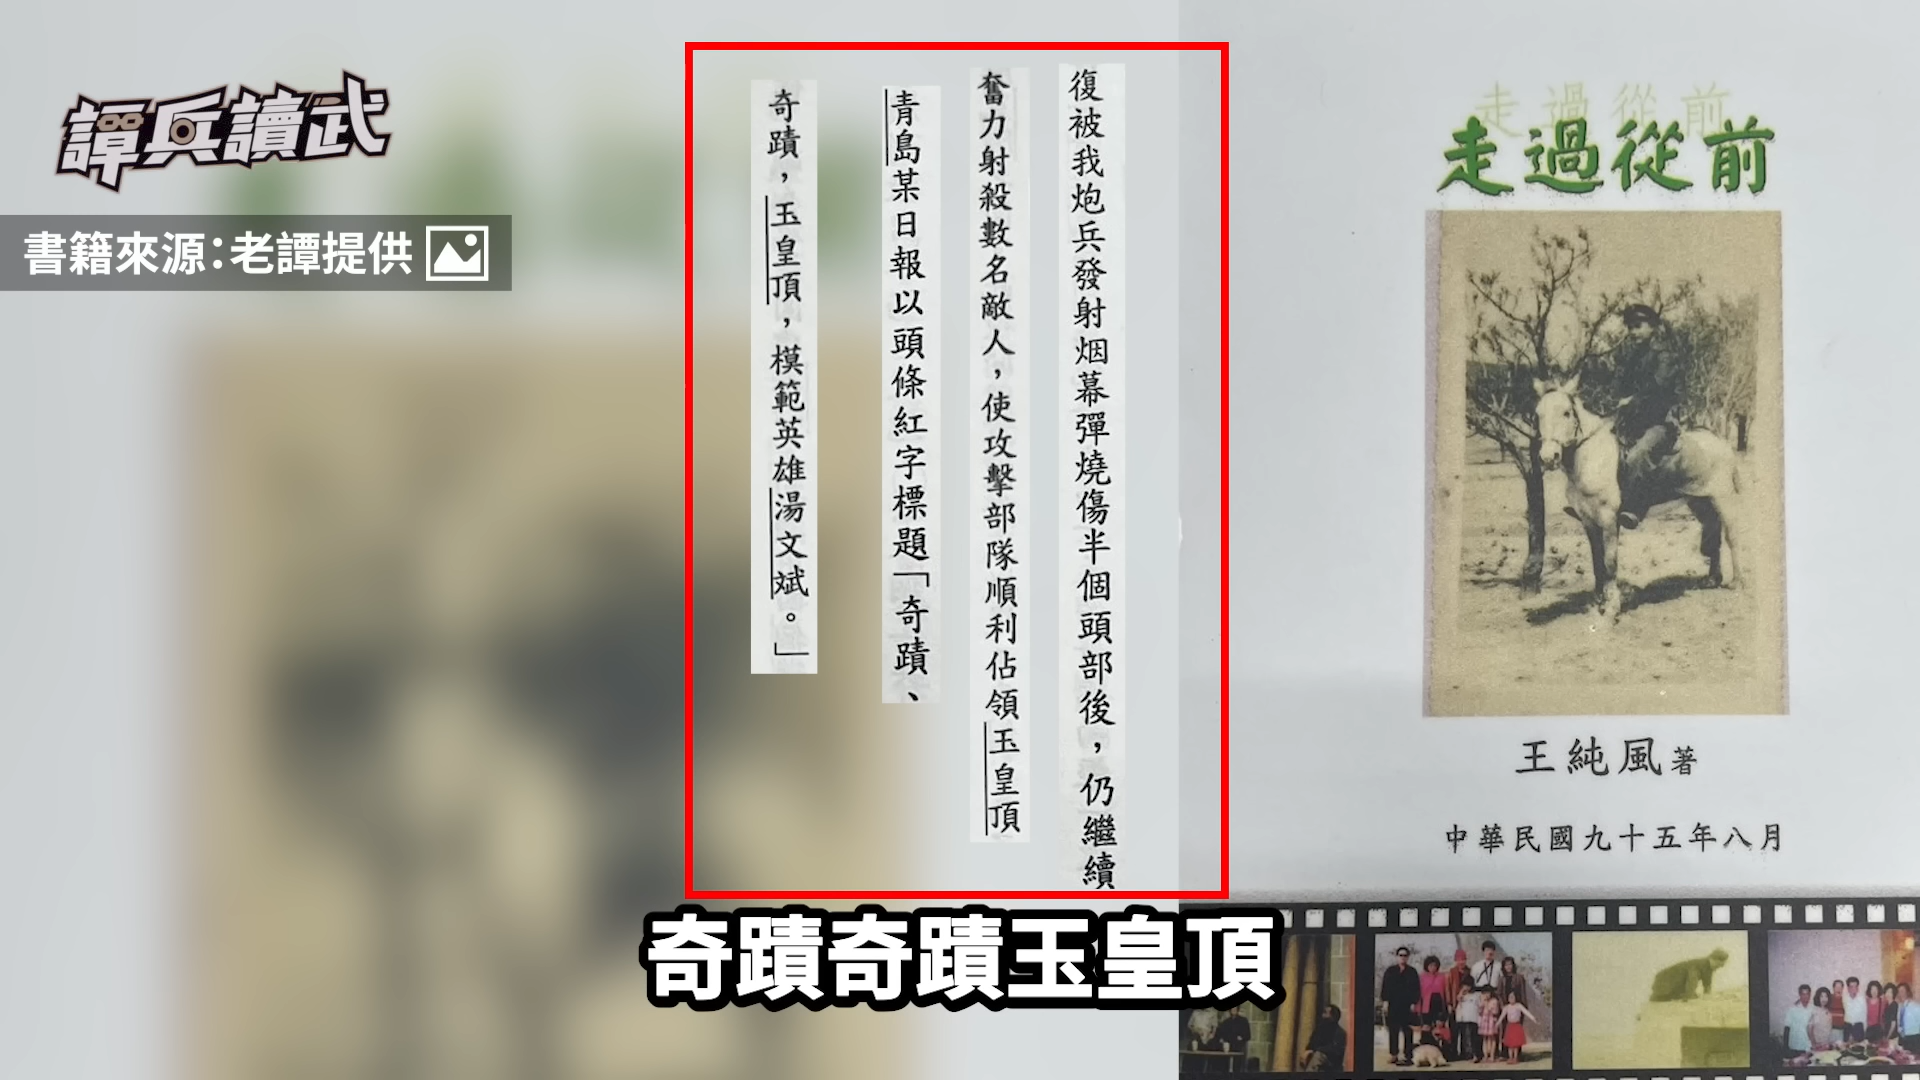 譚兵讀武
書籍來源：老譚提供
復被我炮兵發射烟幕彈燒傷半個頭部後，仍繼續
奮力射殺數名敵人，使攻擊部隊順利佔領玉皇頂
青島某日報以頭條紅字標題「奇蹟、
奇蹟，玉皇頂，模範英雄湯文斌。」
走過從前
走過從前
王純風著
中華民國九十五年八月
奇蹟奇蹟玉皇頂